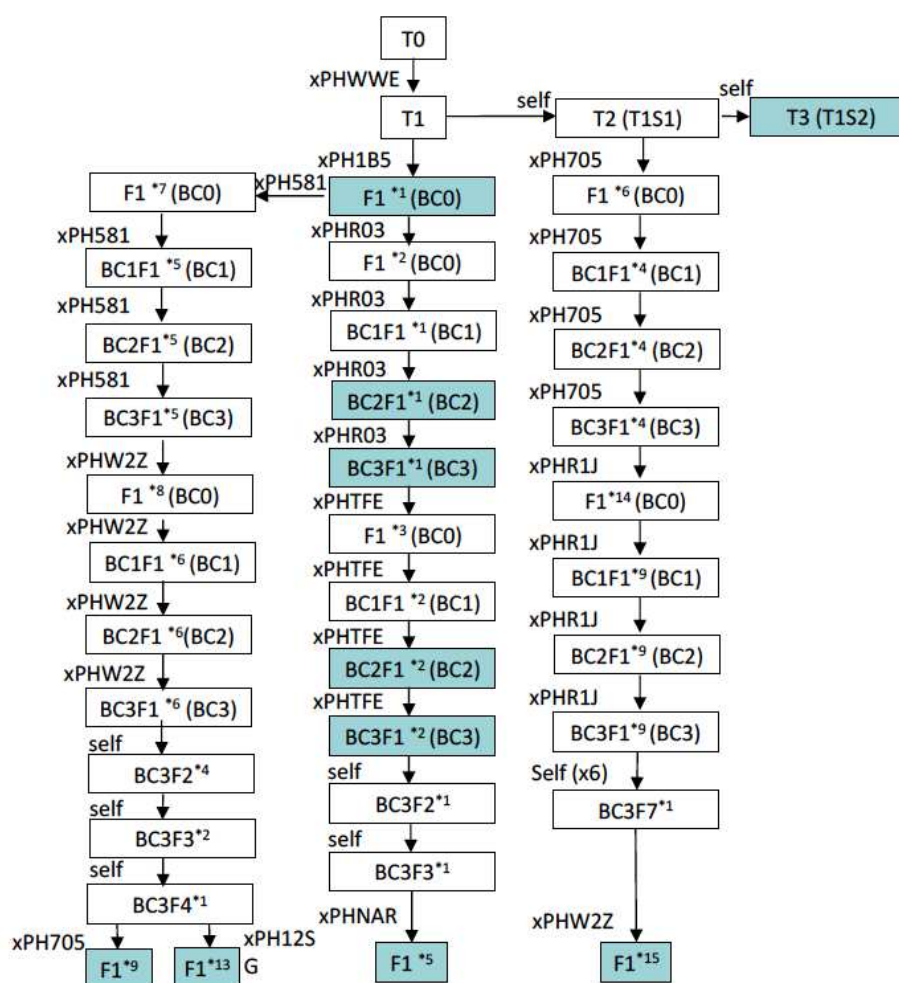 T0
xPHWWE
T1
self
T2 (T1S1)
self
T3 (T1S2)
xPH1B5
xPH705
F1 *7 (BC0)
xPH581
F1 *1 (BC0)
F1 *6 (BC0)
xPH581
xPHR03
xPH705
BC1F1 *5 (BC1)
F1 *2 (BC0)
BC1F1*4 (BC1)
xPH581
xPHR03
xPH705
BC2F1*5 (BC2)
BC1F1 *1 (BC1)
BC2F1*4 (BC2)
xPH581
xPHR03
xPH705
BC3F1*5 (BC3)
BC2F1*1 (BC2)
BC3F1*4 (BC3)
xPHW2Z
xPHR03
xPHR1J
F1 *8 (BC0)
BC3F1*1 (BC3)
F1*14 (BC0)
xPHW2Z
xPHTFE
xPHR1J
BC1F1 *6 (BC1)
F1 *3 (BC0)
BC1F1*9 (BC1)
xPHW2Z
xPHTFE
xPHR1J
BC2F1 *6(BC2)
BC1F1 *2 (BC1)
BC2F1*9 (BC2)
xPHW2Z
xPHTFE
xPHR1J
BC3F1 *6 (BC3)
BC2F1 *2 (BC2)
BC3F1*9 (BC3)
self
xPHTFE
Self (x6)
BC3F2*4
BC3F1 *2 (BC3)
BC3F7*1
self
self
BC3F3*2
BC3F2*1
self
self
BC3F4*1
BC3F3*1
xPH705
xPH12S
G
xPHNAR
xPHW2Z
F1*9
F1*13
F1 *5
F1*15